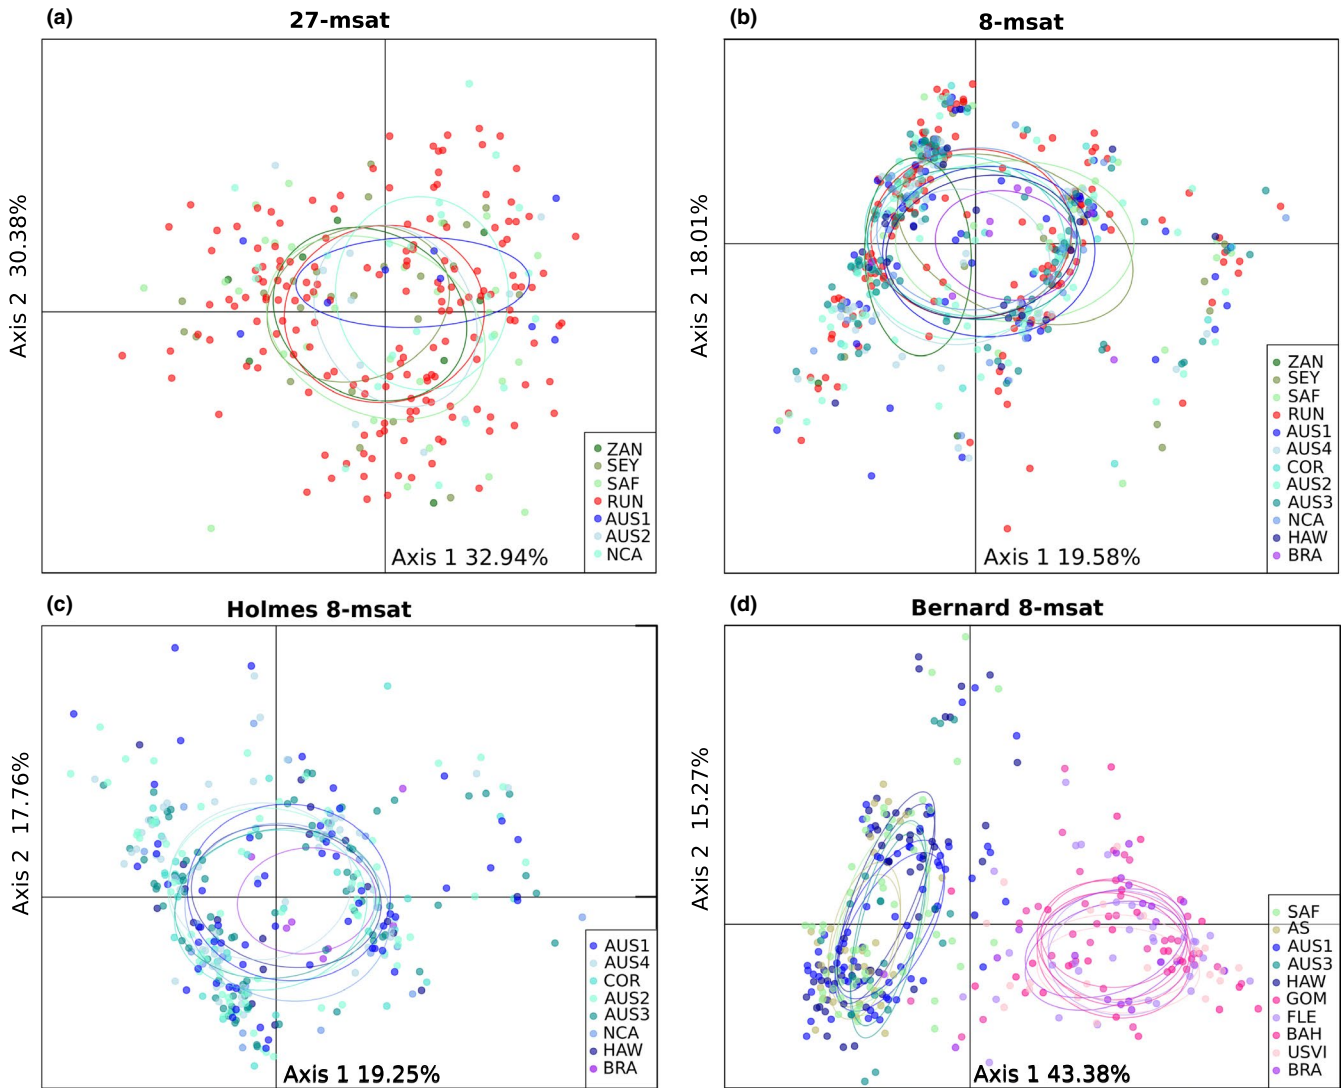 (a)
27-msat
Axis 2 30.38%
Axis 1 32.94%
ZAN
SEY
SAF
RUN
AUS1
AUS2
NCA
(b)
8-msat
Axis 2 18.01%
Axis 1 19.58%
ZAN
SEY
SAF
RUN
AUS1
AUS4
COR
AUS2
AUS3
NCA
HAW
BRA
(c)
Holmes 8-msat
Axis 2 17.76%
Axis 1 19.25%
AUS1
AUS4
COR
AUS2
AUS3
NCA
HAW
BRA
(d)
Bernard 8-msat
Axis 2 15.27%
Axis 1 43.38%
SAF
AS
AUS1
AUS3
HAW
GOM
FLE
BAH
USVI
BRA